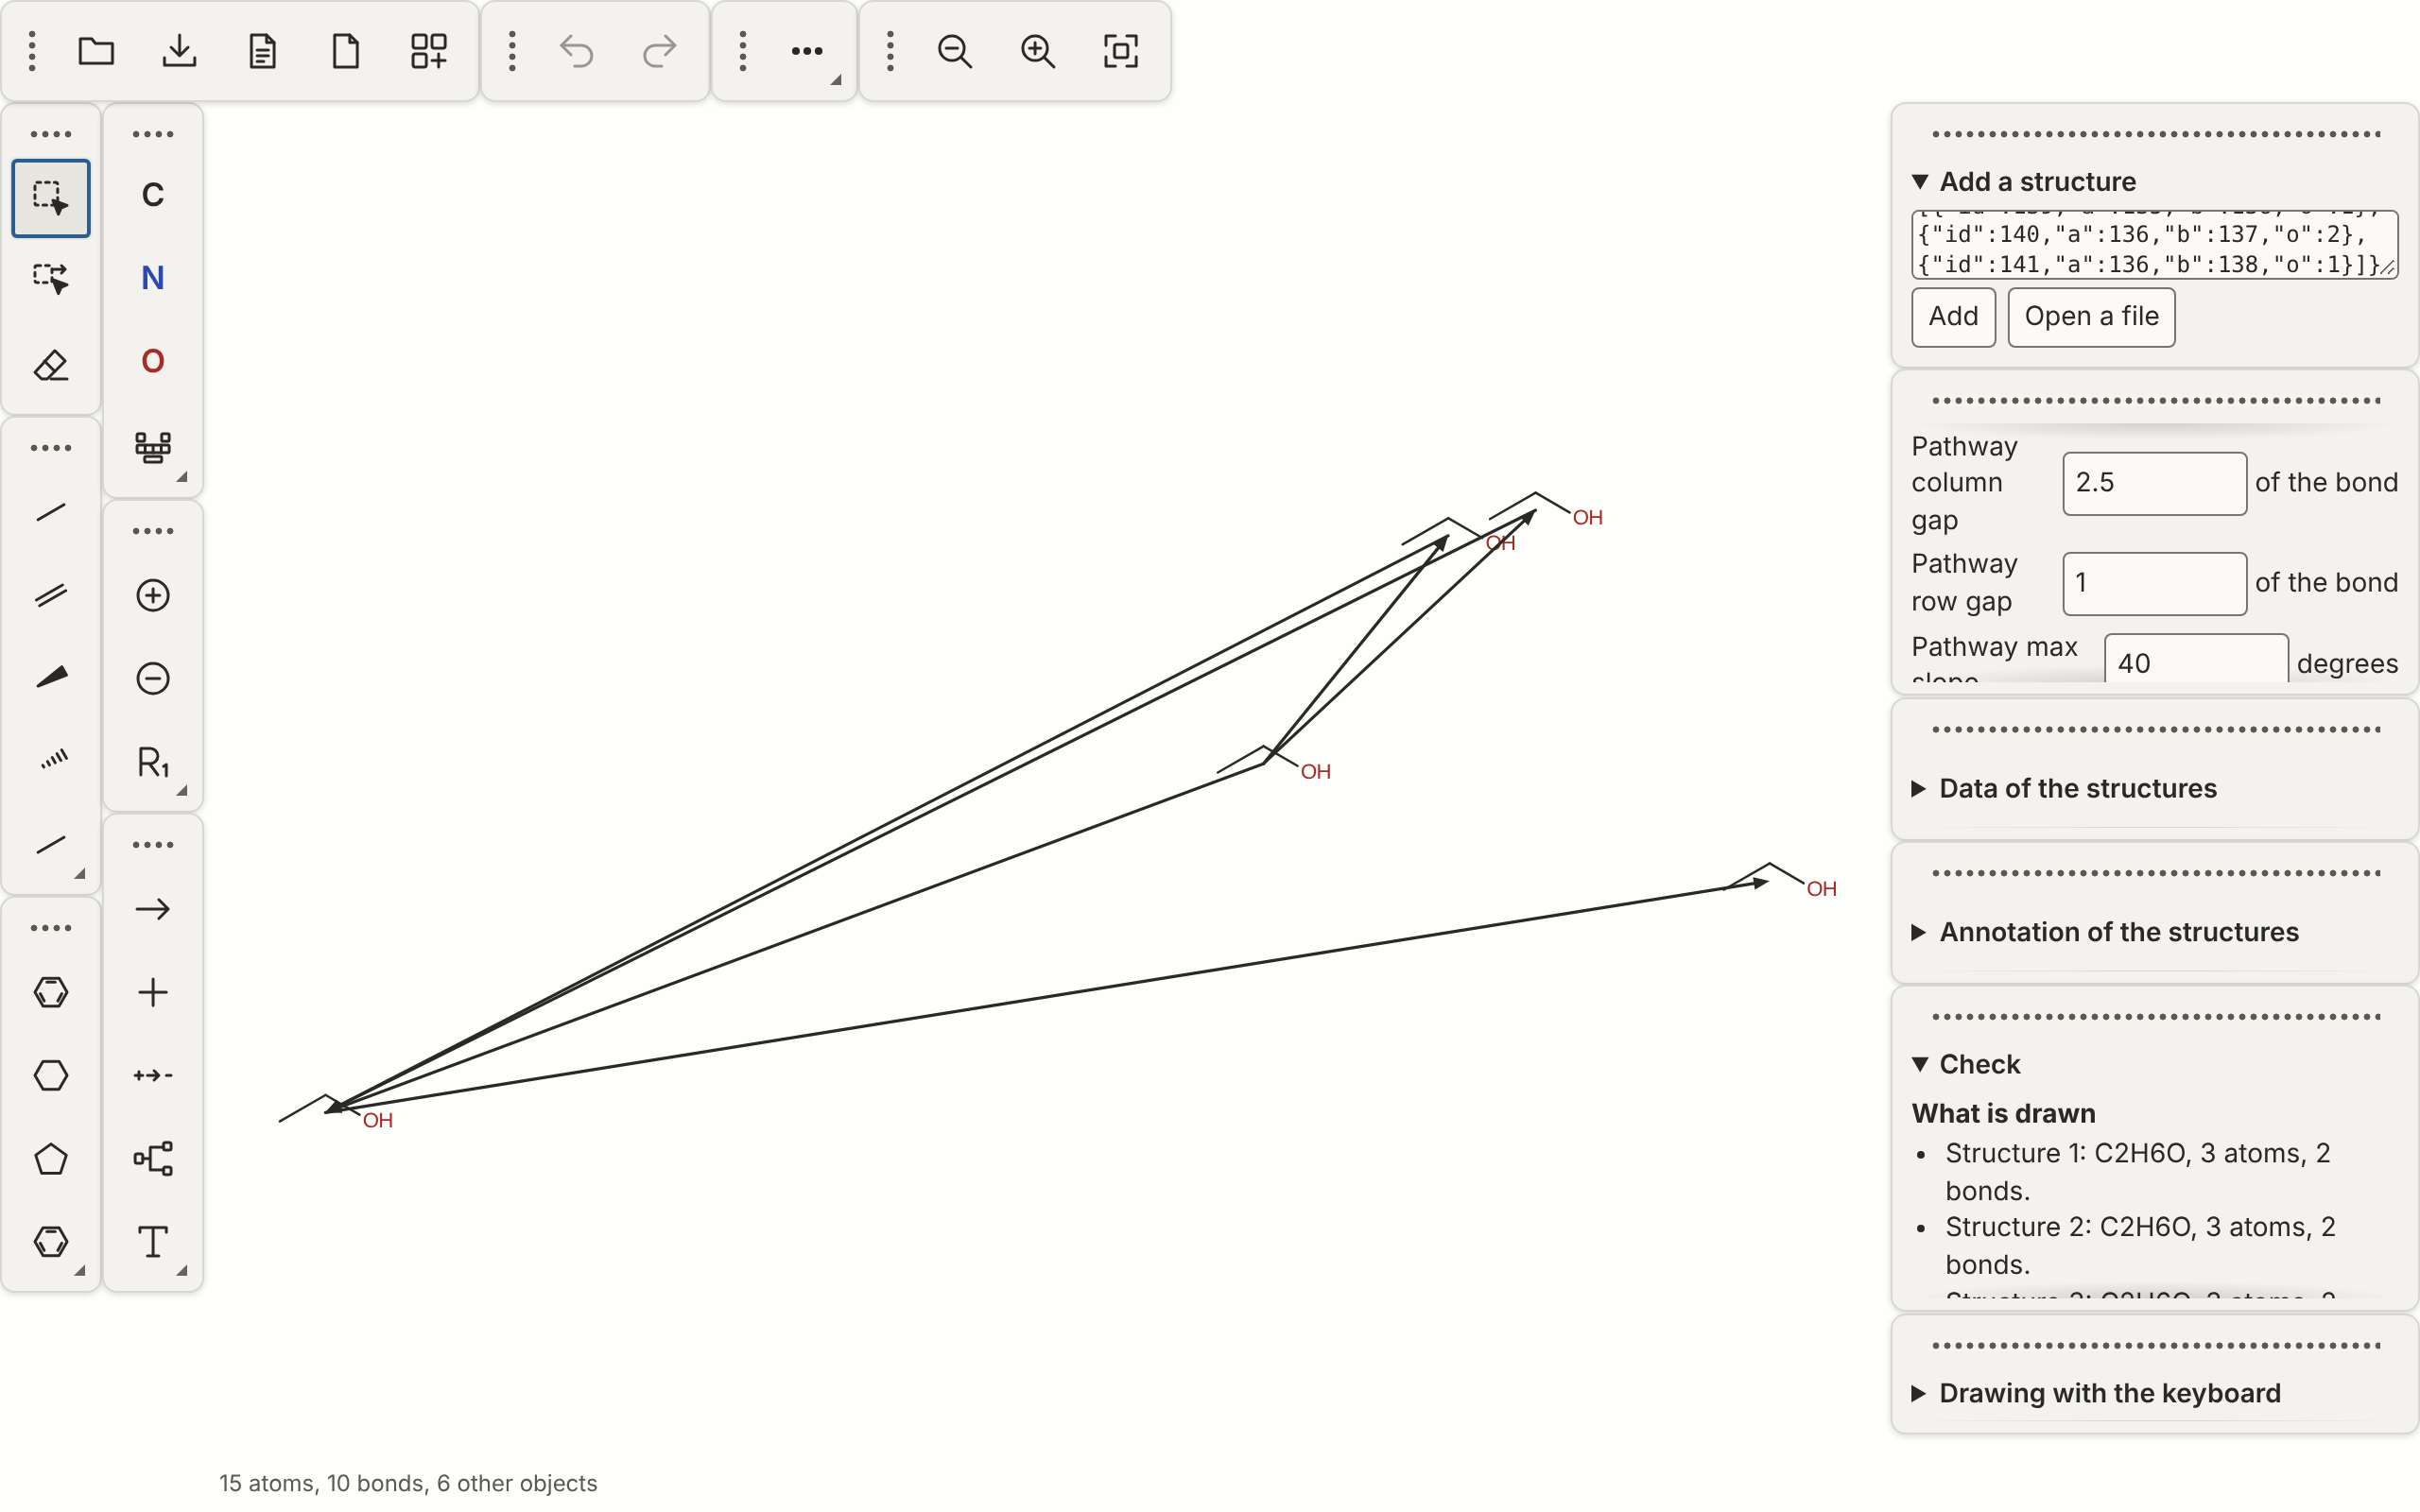 C
N
O
R1
T
OH
OH
OH
OH
OH
15 atoms, 10 bonds, 6 other objects
Add a structure
{"id":140,"a":136,"b":137,"o":2},
{"id":141,"a":136,"b":138,"o":1}]}
Add
Open a file
Pathway
column
gap
2.5
of the bond
Pathway
row gap
1
of the bond
Pathway max
slope
40
degrees
Data of the structures
Annotation of the structures
Check
What is drawn
Structure 1: C2H6O, 3 atoms, 2
bonds.
Structure 2: C2H6O, 3 atoms, 2
bonds.
Drawing with the keyboard